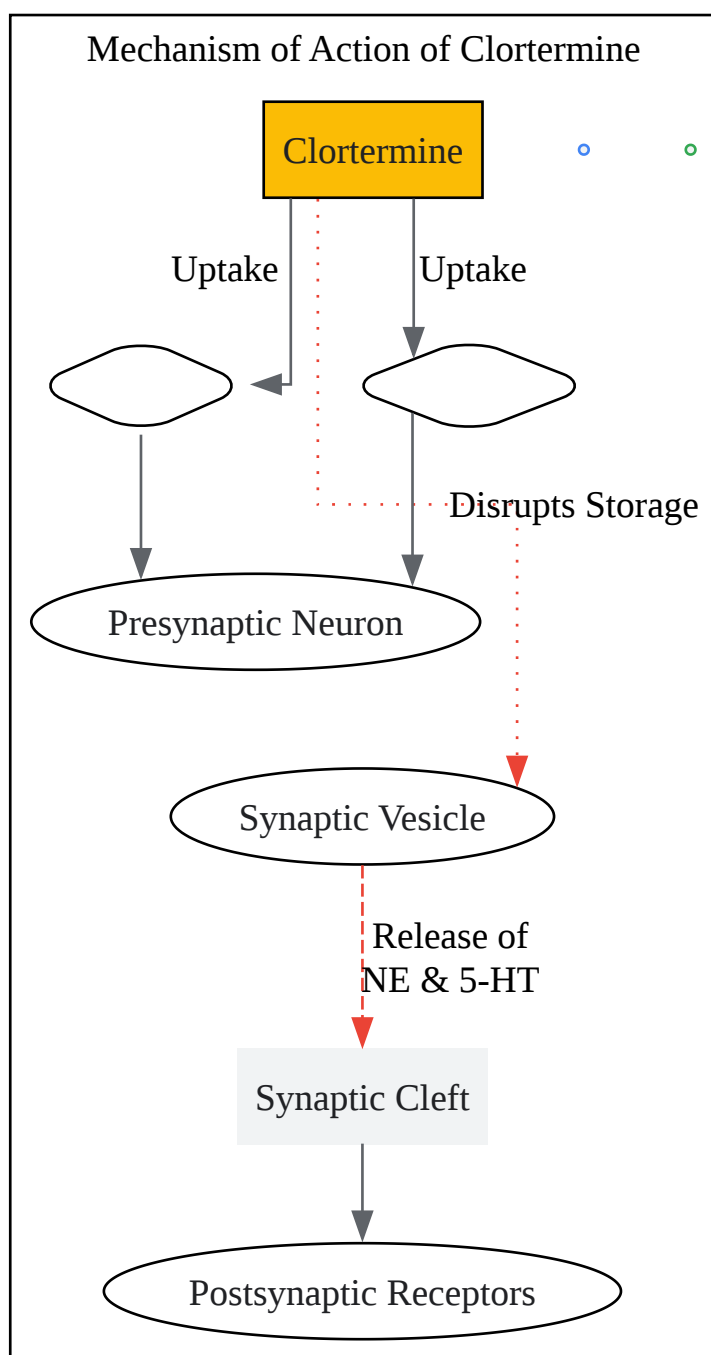 Mechanism of Action of Clortermine
Clortermine
Uptake
Uptake
Disrupts Storage
Presynaptic Neuron
Synaptic Vesicle
Release of
NE & 5-HT
Synaptic Cleft
Postsynaptic Receptors